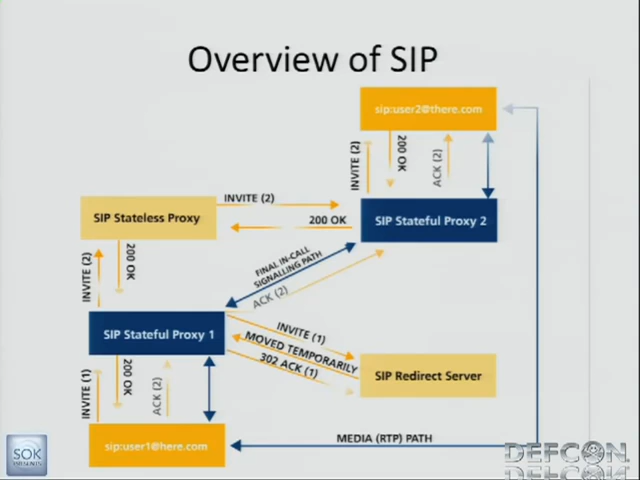 Overview of SIP
sip:user2@there.com
INVITE (2)
200 OK
ACK (2)
SIP Stateless Proxy
INVITE (2)
200 OK
SIP Stateful Proxy 2
INVITE (2)
200 OK
FINAL IN-CALL
SIGNALLING PATH
ACK (2)
SIP Stateful Proxy 1
INVITE (1)
MOVED TEMPORARILY
302 ACK (1)
SIP Redirect Server
INVITE (1)
200 OK
ACK (2)
sip:user1@here.com
MEDIA (RTP) PATH
SOK
DEFCON